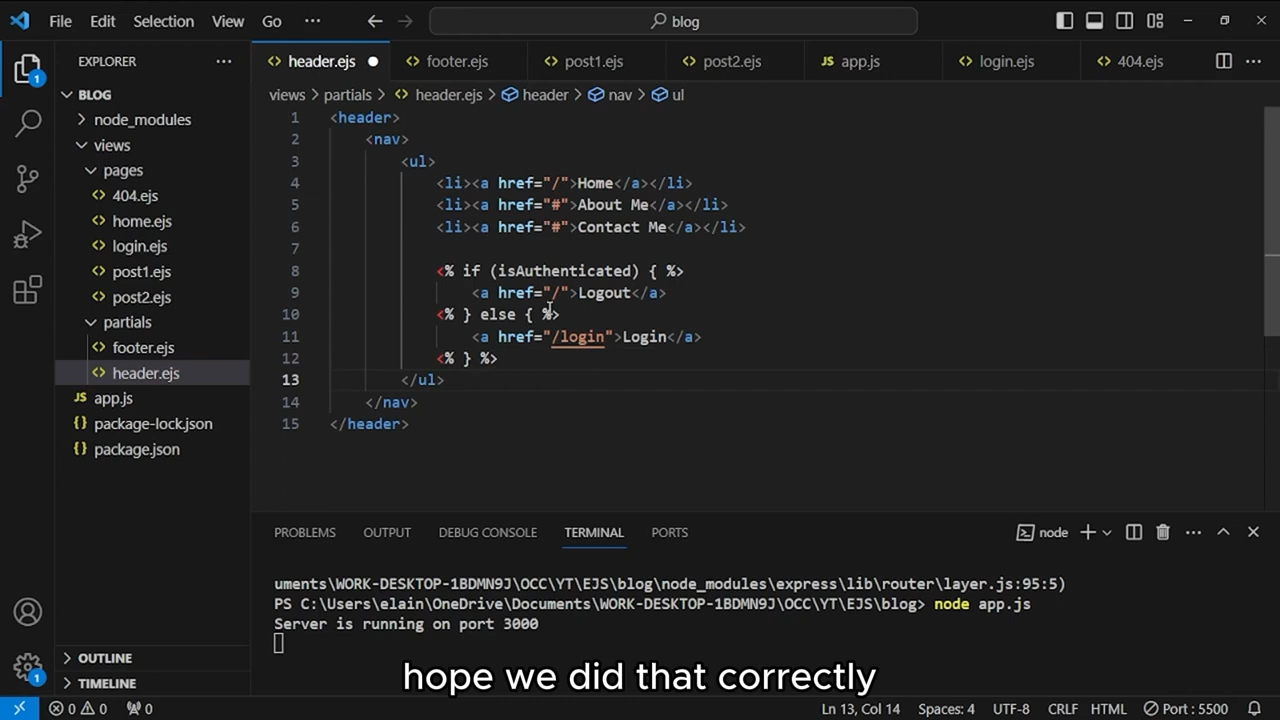 File Edit Selection View Go ··· blog
EXPLORER ···
header.ejs footer.ejs post1.ejs post2.ejs app.js login.ejs 404.ejs ···
views > partials > header.ejs > header > nav > ul
BLOG
node_modules
views
pages
404.ejs
home.ejs
login.ejs
post1.ejs
post2.ejs
partials
footer.ejs
header.ejs
app.js
package-lock.json
package.json
OUTLINE
TIMELINE
1
1
1 <header>
2 <nav>
3 <ul>
4 <li><a href="/">Home</a></li>
5 <li><a href="#">About Me</a></li>
6 <li><a href="#">Contact Me</a></li>
7
8 <% if (isAuthenticated) { %>
9 <a href="/">Logout</a>
10 <% } else { %>
11 <a href="/login">Login</a>
12 <% } %>
13 </ul>
14 </nav>
15 </header>
PROBLEMS OUTPUT DEBUG CONSOLE TERMINAL PORTS node ···
uments\WORK-DESKTOP-1BDMN9J\OCC\YT\EJS\blog\node_modules\express\lib\router\layer.js:95:5)
PS C:\Users\elain\OneDrive\Documents\WORK-DESKTOP-1BDMN9J\OCC\YT\EJS\blog> node app.js
Server is running on port 3000
hope we did that correctly
0 0 0 Ln 13, Col 14 Spaces: 4 UTF-8 CRLF HTML Port : 5500